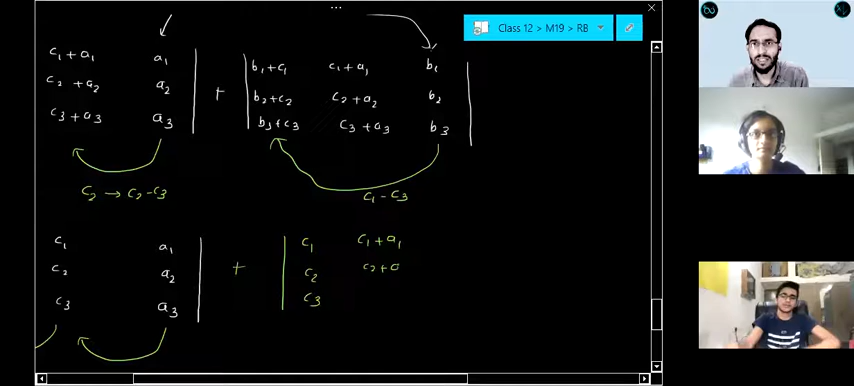 Class 12 > M19 > RB
c₁ + a₁ a₁ | | b₁+c₁ c₁+a₁ b₁ |
c₂ + a₂ a₂ | + | b₂+c₂ c₂+a₂ b₂ |
c₃ + a₃ a₃ | | b₃+c₃ c₃+a₃ b₃ |
C₂ → C₂-C₃ C₁ - C₃
c₁ a₁ | | c₁ c₁+a₁
c₂ a₂ | + | c₂ c₂+a
c₃ a₃ | | c₃